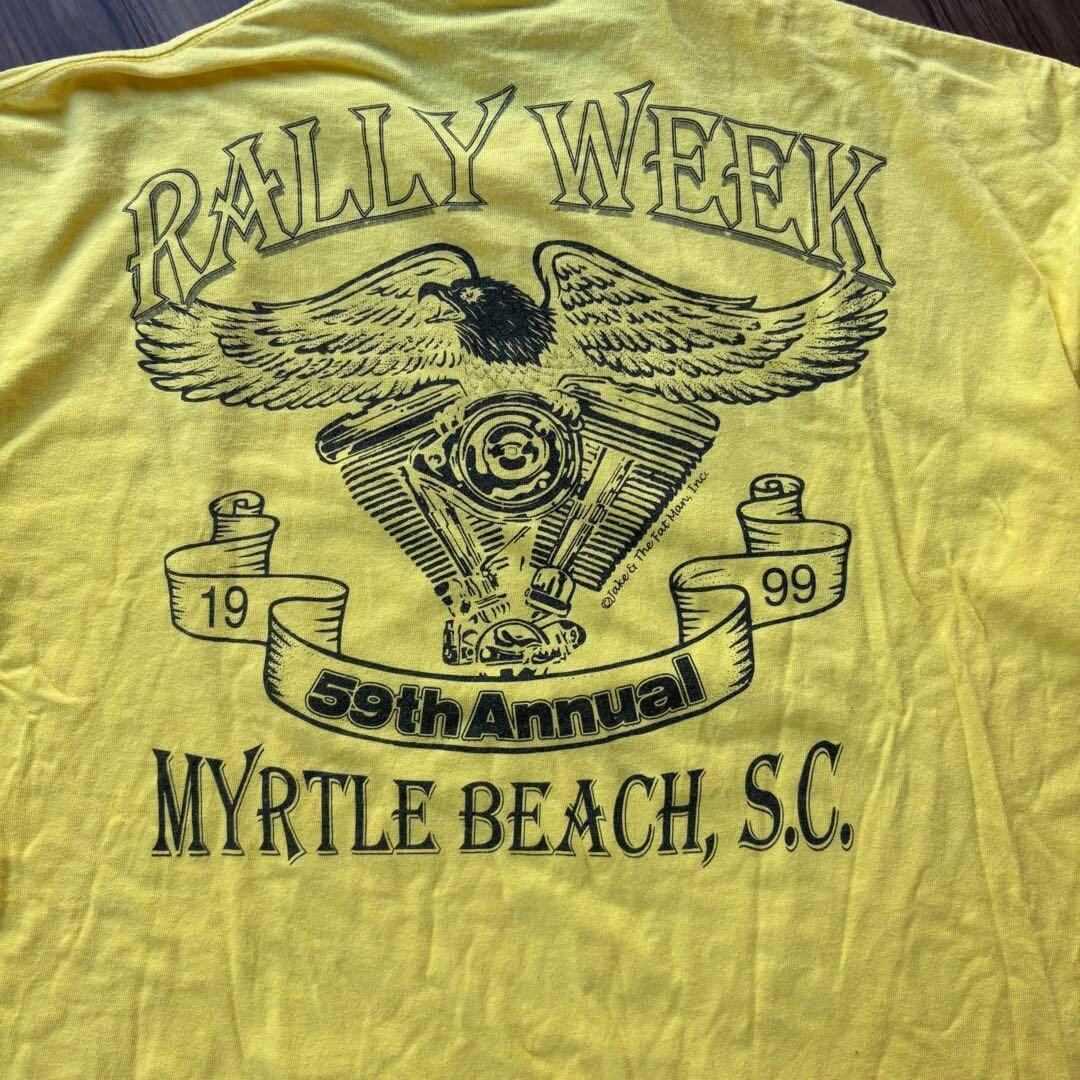 RALLY WEEK
©Jake & The Fat Man, Inc.
19 99
59th Annual
MYRTLE BEACH, S.C.